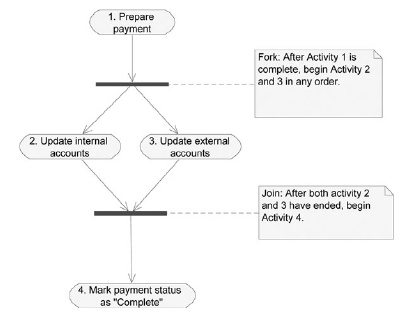 1. Prepare
payment
Fork: After Activity 1 is
complete, begin Activity 2
and 3 in any order.
2. Update internal
accounts
3. Update external
accounts
Join: After both activity 2
and 3 have ended, begin
Activity 4.
4. Mark payment status
as "Complete"